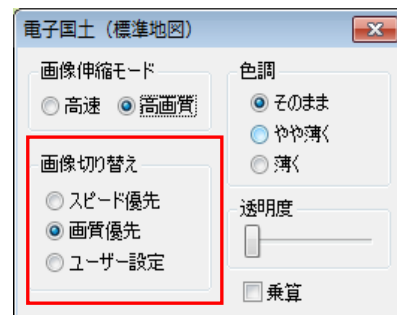 電子国土（標準地図）
画像伸縮モード
高速 高画質
色調
そのまま
やや薄く
薄く
画像切り替え
スピード優先
画質優先
ユーザー設定
透明度
乗算